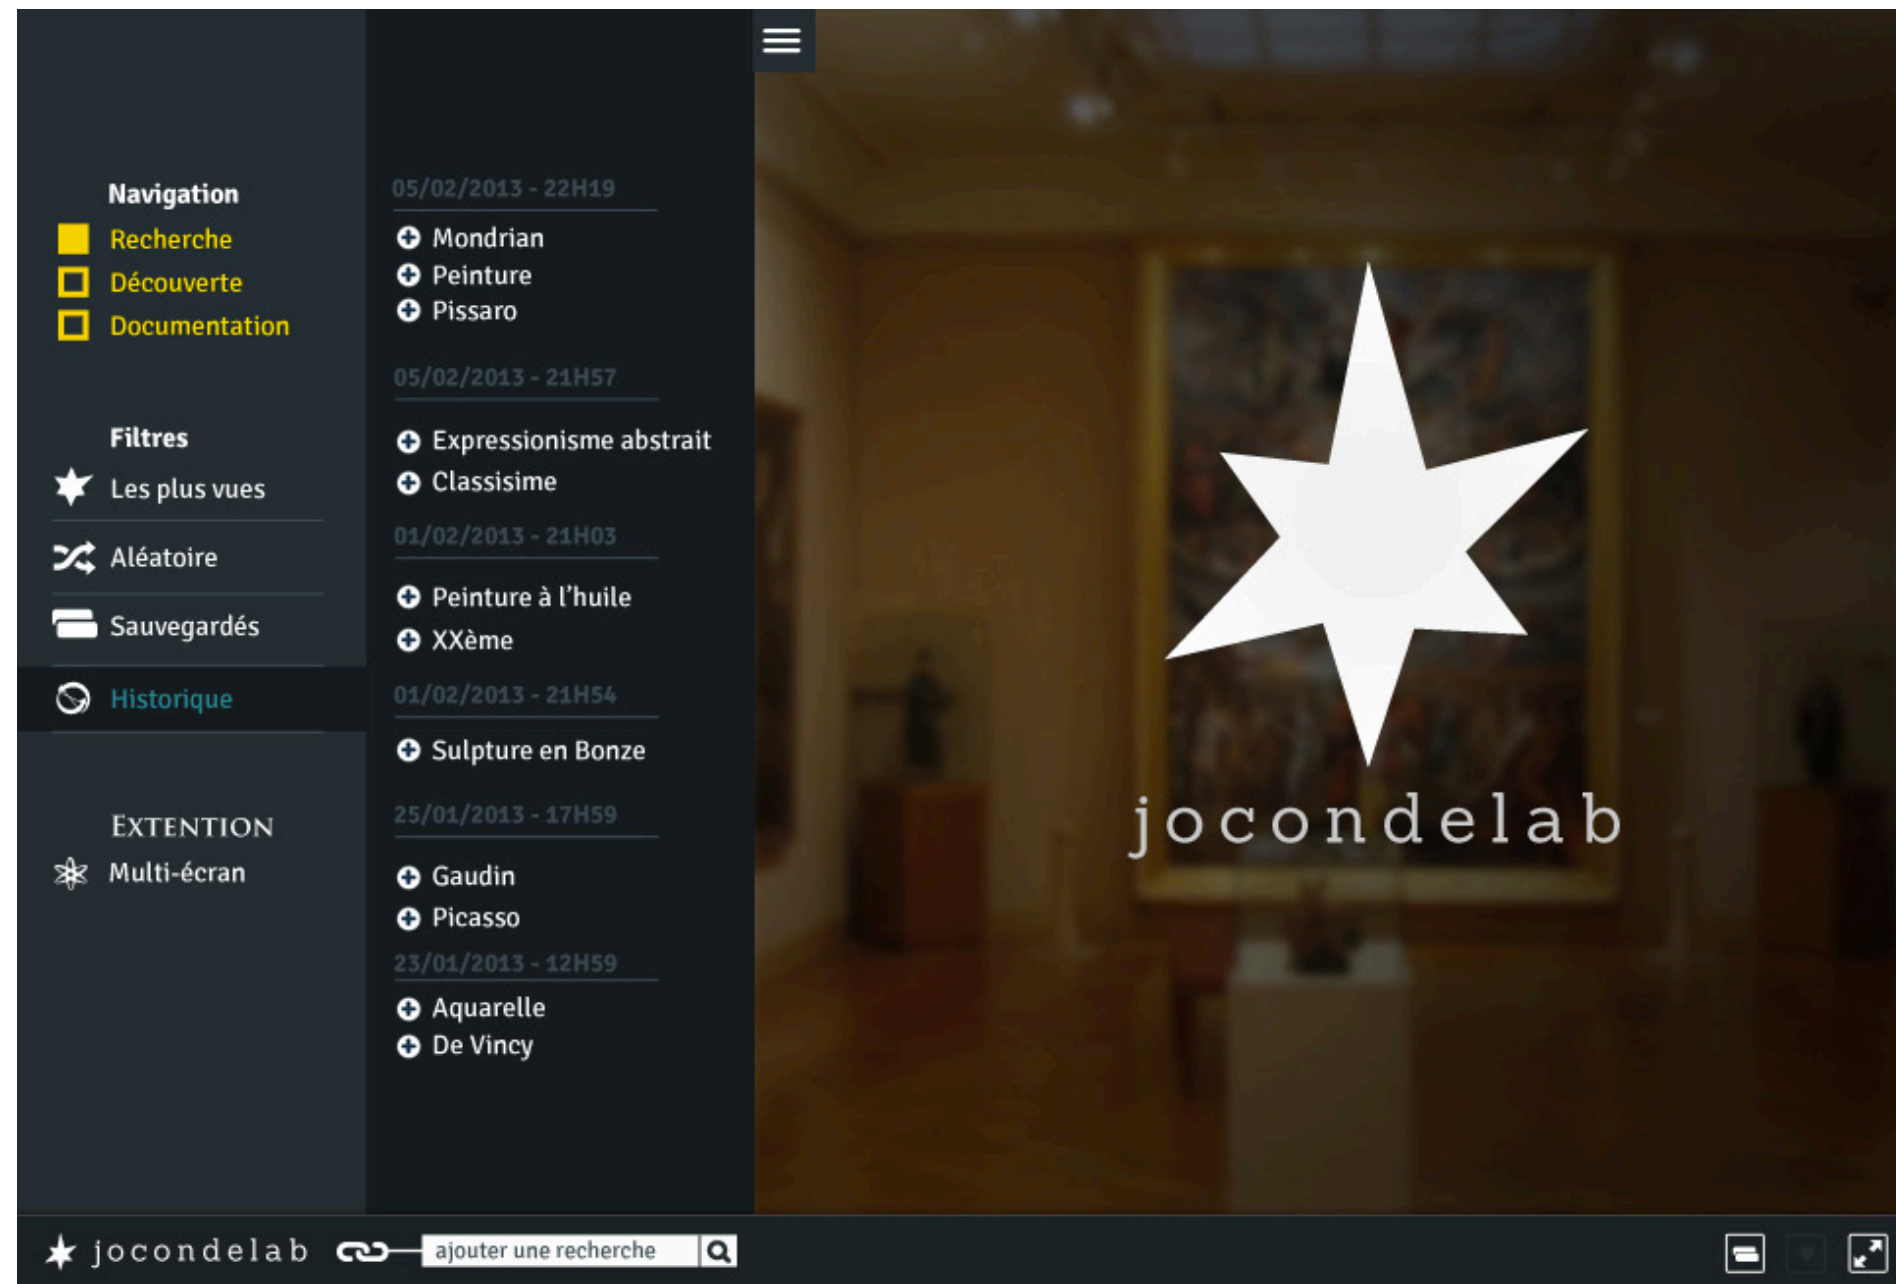 Navigation
Recherche
Découverte
Documentation
Filtres
Les plus vues
Aléatoire
Sauvegardés
Historique
EXTENTION
Multi-écran
05/02/2013 - 22H19
Mondrian
Peinture
Pissaro
05/02/2013 - 21H57
Expressionisme abstrait
Classisime
01/02/2013 - 21H03
Peinture à l'huile
XXème
01/02/2013 - 21H54
Sulpture en Bonze
25/01/2013 - 17H59
Gaudin
Picasso
23/01/2013 - 12H59
Aquarelle
De Vincy
jocondelab
jocondelab
ajouter une recherche